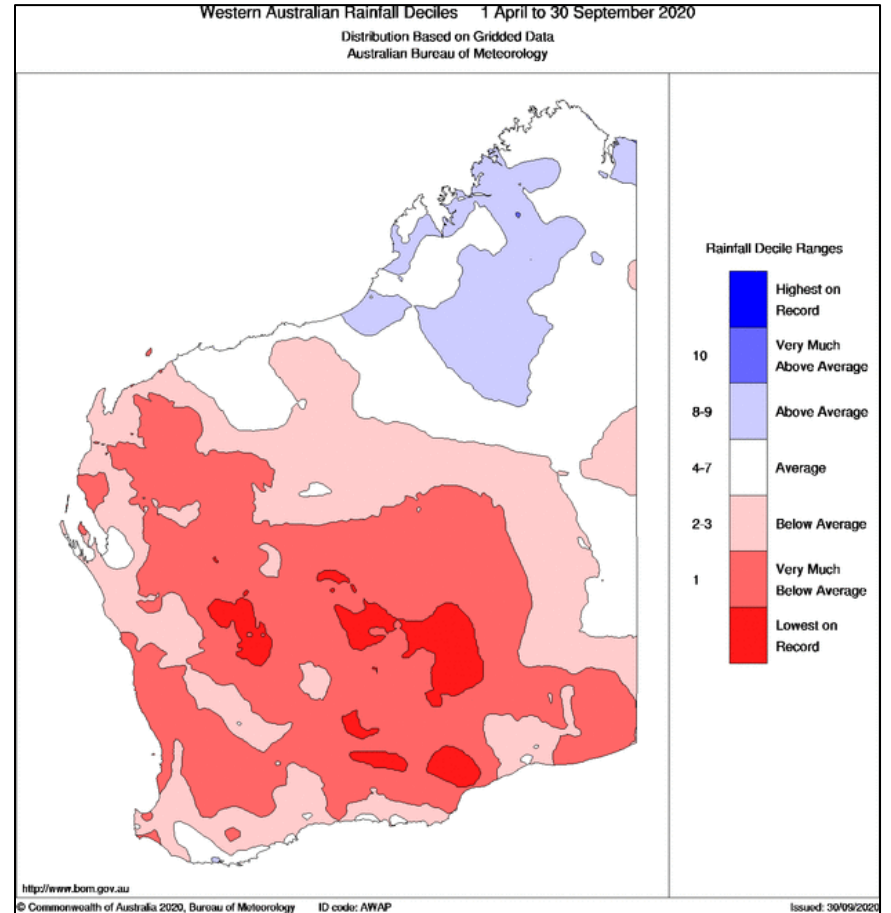 Western Australian Rainfall Deciles 1 April to 30 September 2020
Distribution Based on Gridded Data
Australian Bureau of Meteorology
Rainfall Decile Ranges
Highest on
Record
10
Very Much
Above Average
8-9
Above Average
4-7
Average
2-3
Below Average
1
Very Much
Below Average
Lowest on
Record
http://www.bom.gov.au
© Commonwealth of Australia 2020, Bureau of Meteorology ID code: AWAP Issued: 30/09/2020